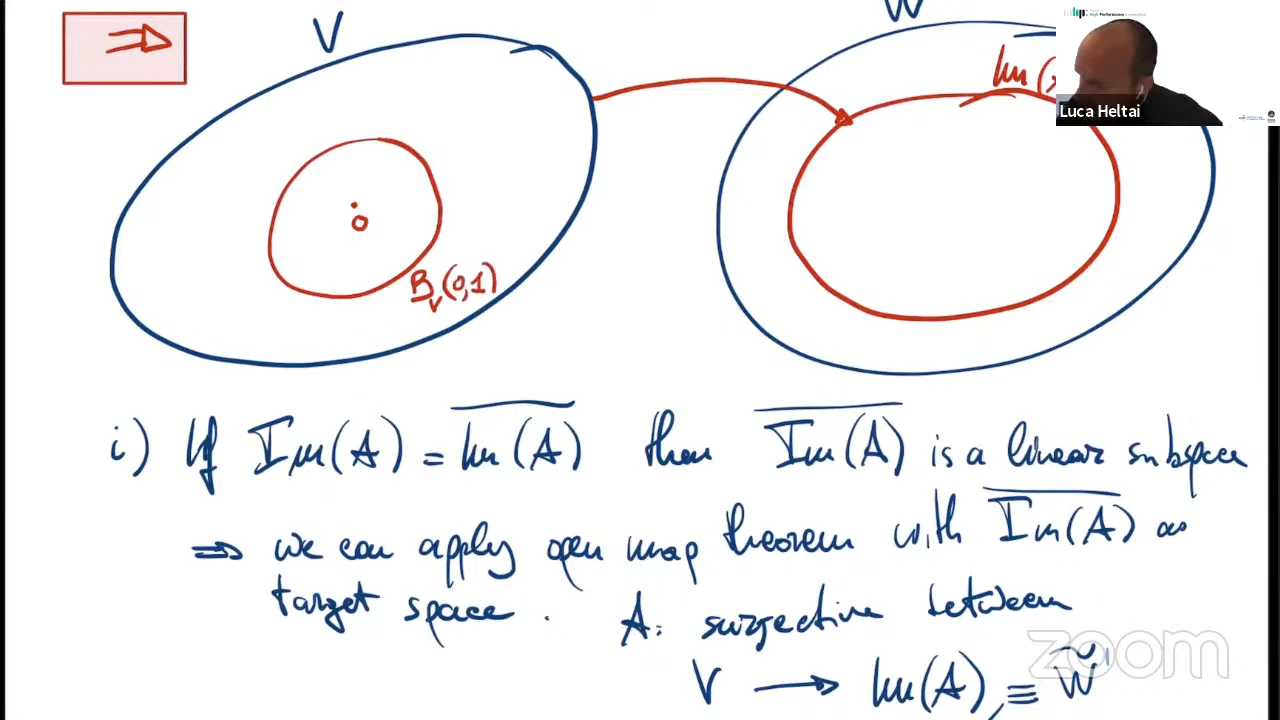 ⇒
V
W
Luca Heltai
0
B_V(0,1)
i) If Im(A) = \overline{Im(A)} then \overline{Im(A)} is a linear subspace
⇒ we can apply open map theorem with \overline{Im(A)} as
target space. A: surjective between
V → Im(A) ≡ W̃'
zoom